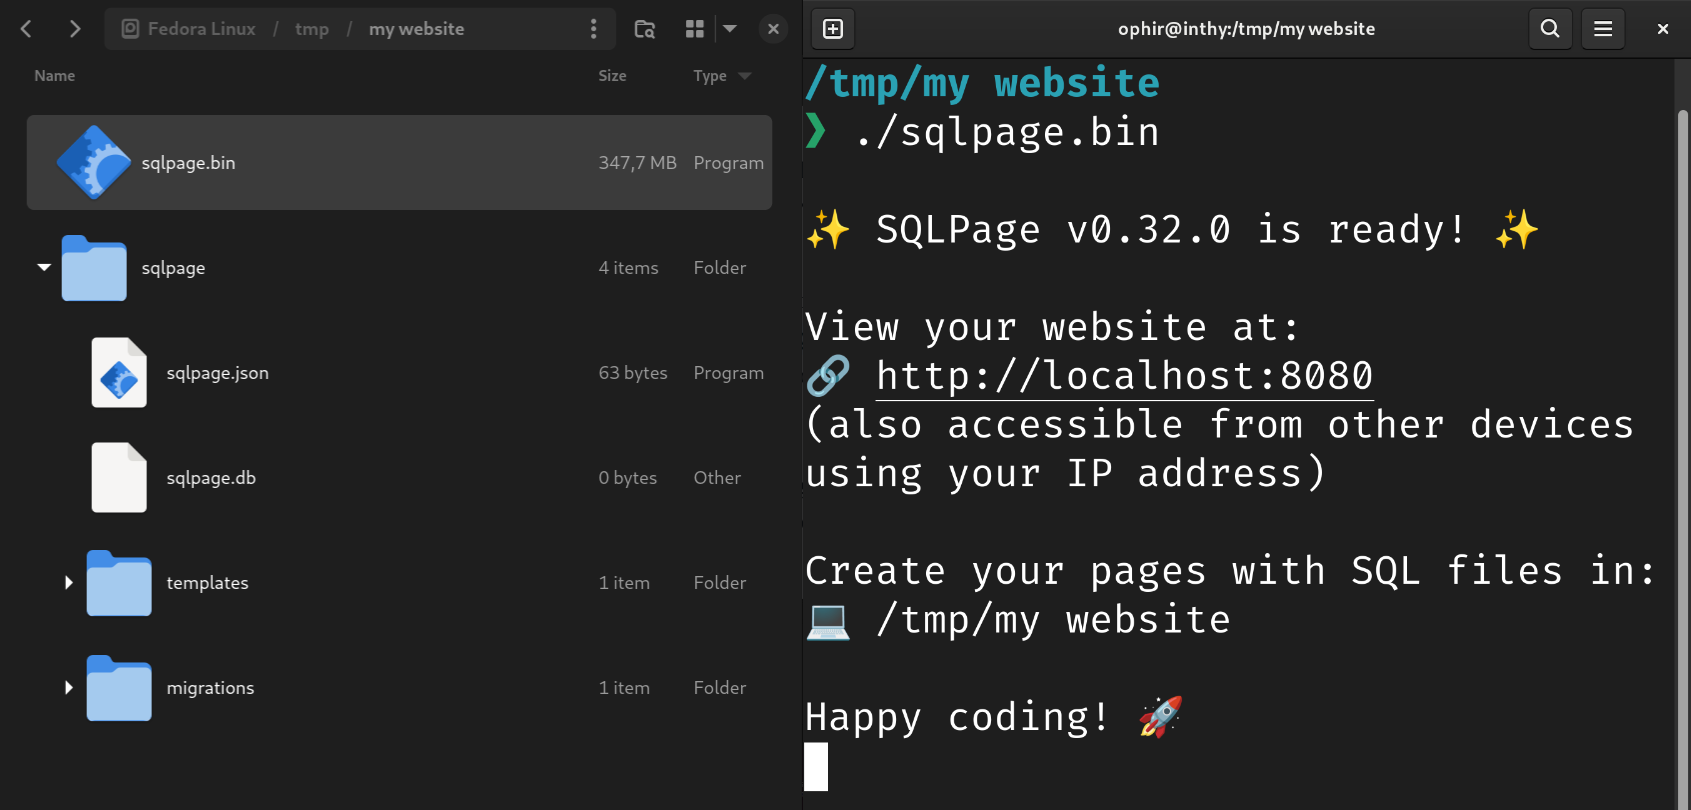 Fedora Linux / tmp / my website
Name Size Type
sqlpage.bin 347,7 MB Program
sqlpage 4 items Folder
sqlpage.json 63 bytes Program
sqlpage.db 0 bytes Other
templates 1 item Folder
migrations 1 item Folder
ophir@inthy:/tmp/my website
/tmp/my website
❯ ./sqlpage.bin
✨ SQLPage v0.32.0 is ready! ✨
View your website at:
🔗 http://localhost:8080
(also accessible from other devices
using your IP address)
Create your pages with SQL files in:
💻 /tmp/my website
Happy coding! 🚀